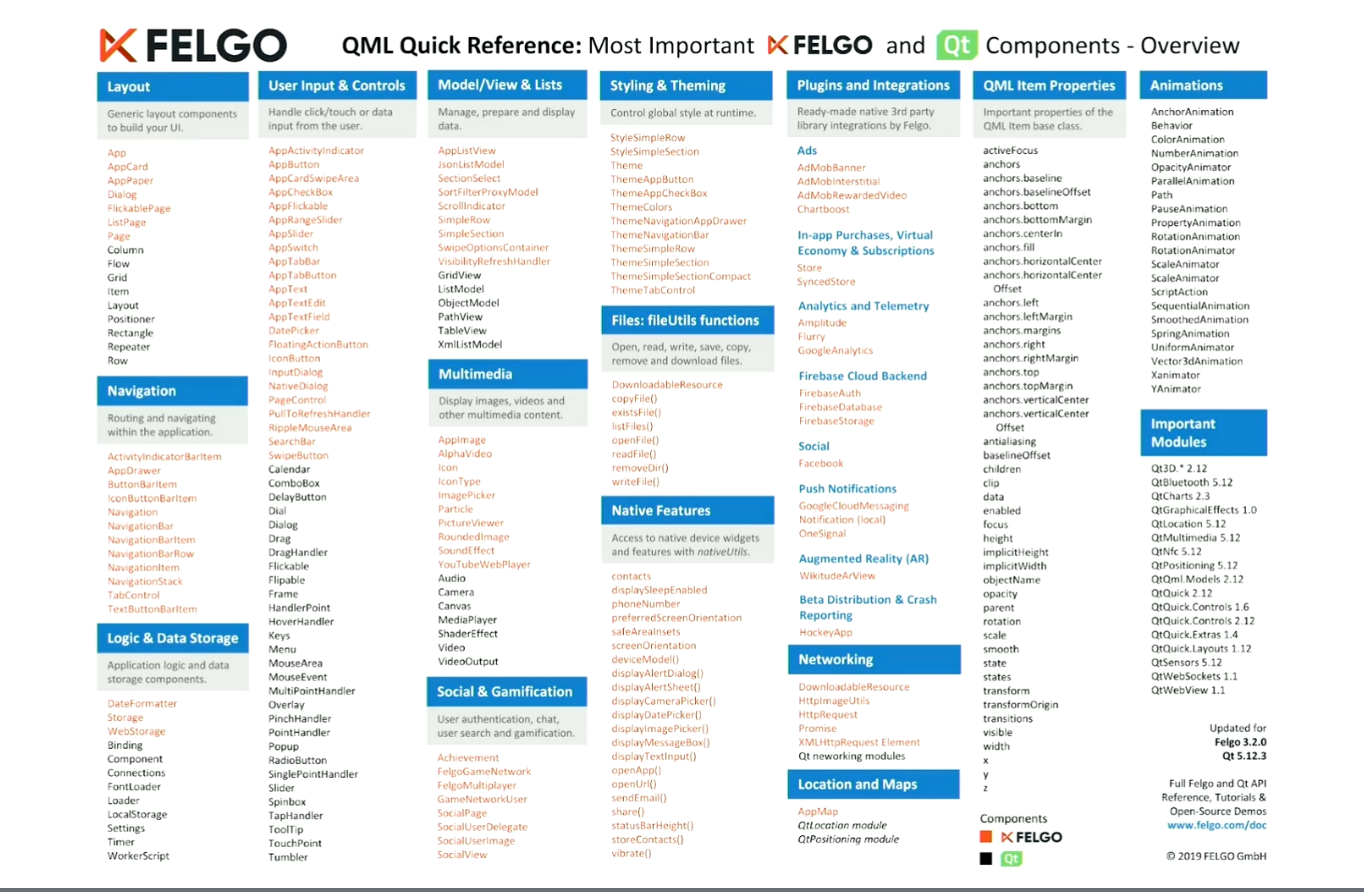 FELGO
QML Quick Reference: Most Important FELGO and Qt Components - Overview
Layout
Generic layout components
to build your UI.
App
AppCard
AppPaper
Dialog
FlickablePage
ListPage
Page
Column
Flow
Grid
Item
Layout
Positioner
Rectangle
Repeater
Row
Navigation
Routing and navigating
within the application.
ActivityIndicatorBarItem
AppDrawer
ButtonBarItem
IconButtonBarItem
Navigation
NavigationBar
NavigationBarItem
NavigationBarRow
NavigationItem
NavigationStack
TabControl
TextButtonBarItem
Logic & Data Storage
Application logic and data
storage components.
DateFormatter
Storage
WebStorage
Binding
Component
Connections
FontLoader
Loader
LocalStorage
Settings
Timer
WorkerScript
User Input & Controls
Handle click/touch or data
input from the user.
AppActivityIndicator
AppButton
AppCardSwipeArea
AppCheckBox
AppFlickable
AppRangeSlider
AppSlider
AppSwitch
AppTabBar
AppTabButton
AppText
AppTextEdit
AppTextField
DatePicker
FloatingActionButton
IconButton
InputDialog
NativeDialog
PageControl
PullToRefreshHandler
RippleMouseArea
SearchBar
SwipeButton
Calendar
ComboBox
DelayButton
Dial
Dialog
Drag
DragHandler
Flickable
Flipable
Frame
HandlerPoint
HoverHandler
Keys
Menu
MouseArea
MouseEvent
MultiPointHandler
Overlay
PinchHandler
PointHandler
Popup
RadioButton
SinglePointHandler
Slider
Spinbox
TapHandler
ToolTip
TouchPoint
Tumbler
Model/View & Lists
Manage, prepare and display
data.
AppListView
JsonListModel
SectionSelect
SortFilterProxyModel
ScrollIndicator
SimpleRow
SimpleSection
SwipeOptionsContainer
VisibilityRefreshHandler
GridView
ListModel
ObjectModel
PathView
TableView
XmlListModel
Multimedia
Display images, videos and
other multimedia content.
AppImage
AlphaVideo
Icon
IconType
ImagePicker
Particle
PictureViewer
RoundedImage
SoundEffect
YouTubeWebPlayer
Audio
Camera
Canvas
MediaPlayer
ShaderEffect
Video
VideoOutput
Social & Gamification
User authentication, chat,
user search and gamification.
Achievement
FelgoGameNetwork
FelgoMultiplayer
GameNetworkUser
SocialPage
SocialUserDelegate
SocialUserImage
SocialView
Styling & Theming
Control global style at runtime.
StyleSimpleRow
StyleSimpleSection
Theme
ThemeAppButton
ThemeAppCheckBox
ThemeColors
ThemeNavigationAppDrawer
ThemeNavigationBar
ThemeSimpleRow
ThemeSimpleSection
ThemeSimpleSectionCompact
ThemeTabControl
Files: fileUtils functions
Open, read, write, save, copy,
remove and download files.
DownloadableResource
copyFile()
existsFile()
listFiles()
openFile()
readFile()
removeDir()
writeFile()
Native Features
Access to native device widgets
and features with nativeUtils.
contacts
displaySleepEnabled
phoneNumber
preferredScreenOrientation
safeAreaInsets
screenOrientation
deviceModel()
displayAlertDialog()
displayAlertSheet()
displayCameraPicker()
displayDatePicker()
displayImagePicker()
displayMessageBox()
displayTextInput()
openApp()
openUrl()
sendEmail()
share()
statusBarHeight()
storeContacts()
vibrate()
Plugins and Integrations
Ready-made native 3rd party
library integrations by Felgo.
Ads
AdMobBanner
AdMobInterstitial
AdMobRewardedVideo
Chartboost
In-app Purchases, Virtual
Economy & Subscriptions
Store
SyncedStore
Analytics and Telemetry
Amplitude
Flurry
GoogleAnalytics
Firebase Cloud Backend
FirebaseAuth
FirebaseDatabase
FirebaseStorage
Social
Facebook
Push Notifications
GoogleCloudMessaging
Notification (local)
OneSignal
Augmented Reality (AR)
WikitudeArView
Beta Distribution & Crash
Reporting
HockeyApp
Networking
DownloadableResource
HttpImageUtils
HttpRequest
Promise
XMLHttpRequest Element
Qt neworking modules
Location and Maps
AppMap
QtLocation module
QtPositioning module
QML Item Properties
Important properties of the
QML Item base class.
activeFocus
anchors
anchors.baseline
anchors.baselineOffset
anchors.bottom
anchors.bottomMargin
anchors.centerIn
anchors.fill
anchors.horizontalCenter
anchors.horizontalCenter
Offset
anchors.left
anchors.leftMargin
anchors.margins
anchors.right
anchors.rightMargin
anchors.top
anchors.topMargin
anchors.verticalCenter
anchors.verticalCenter
Offset
antialiasing
baselineOffset
children
clip
data
enabled
focus
height
implicitHeight
implicitWidth
objectName
opacity
parent
rotation
scale
smooth
state
states
transform
transformOrigin
transitions
visible
width
x
y
z
Components
FELGO
Qt
Animations
AnchorAnimation
Behavior
ColorAnimation
NumberAnimation
OpacityAnimator
ParallelAnimation
Path
PauseAnimation
PropertyAnimation
RotationAnimation
RotationAnimator
ScaleAnimator
ScaleAnimator
ScriptAction
SequentialAnimation
SmoothedAnimation
SpringAnimation
UniformAnimator
Vector3dAnimation
Xanimator
YAnimator
Important
Modules
Qt3D.* 2.12
QtBluetooth 5.12
QtCharts 2.3
QtGraphicalEffects 1.0
QtLocation 5.12
QtMultimedia 5.12
QtNfc 5.12
QtPositioning 5.12
QtQml.Models 2.12
QtQuick 2.12
QtQuick.Controls 1.6
QtQuick.Controls 2.12
QtQuick.Extras 1.4
QtQuick.Layouts 1.12
QtSensors 5.12
QtWebSockets 1.1
QtWebView 1.1
Updated for
Felgo 3.2.0
Qt 5.12.3
Full Felgo and Qt API
Reference, Tutorials &
Open-Source Demos
www.felgo.com/doc
© 2019 FELGO GmbH